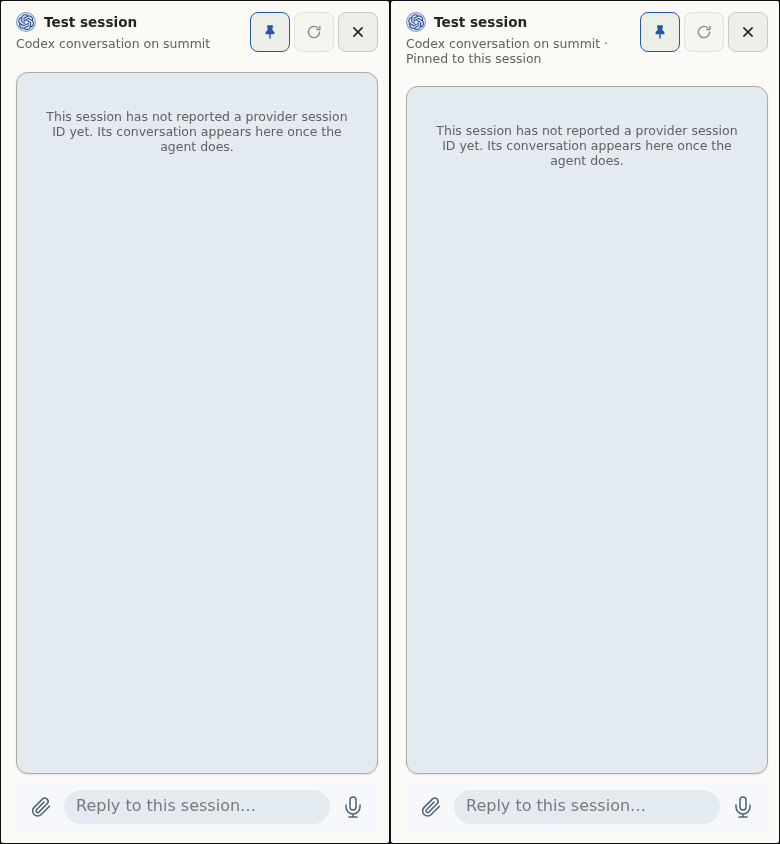 Test session
Codex conversation on summit
This session has not reported a provider session
ID yet. Its conversation appears here once the
agent does.
Reply to this session...
Test session
Codex conversation on summit ·
Pinned to this session
This session has not reported a provider session
ID yet. Its conversation appears here once the
agent does.
Reply to this session...